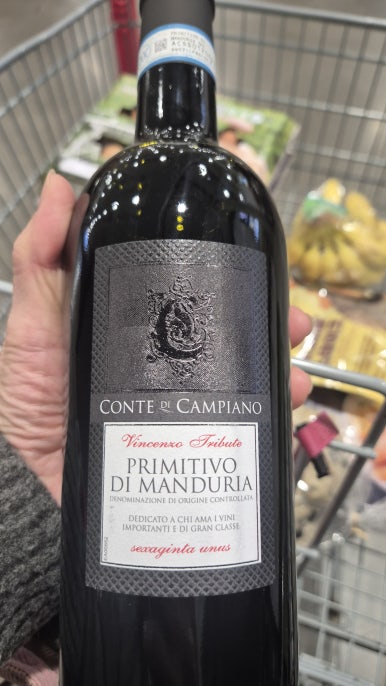 CONTE DI CAMPIANO
Vincenzo Tribute
PRIMITIVO
DI MANDURIA
DENOMINAZIONE DI ORIGINE CONTROLLATA
DEDICATO A CHI AMA I VINI
IMPORTANTI E DI GRAN CLASSE
sexaginta unus